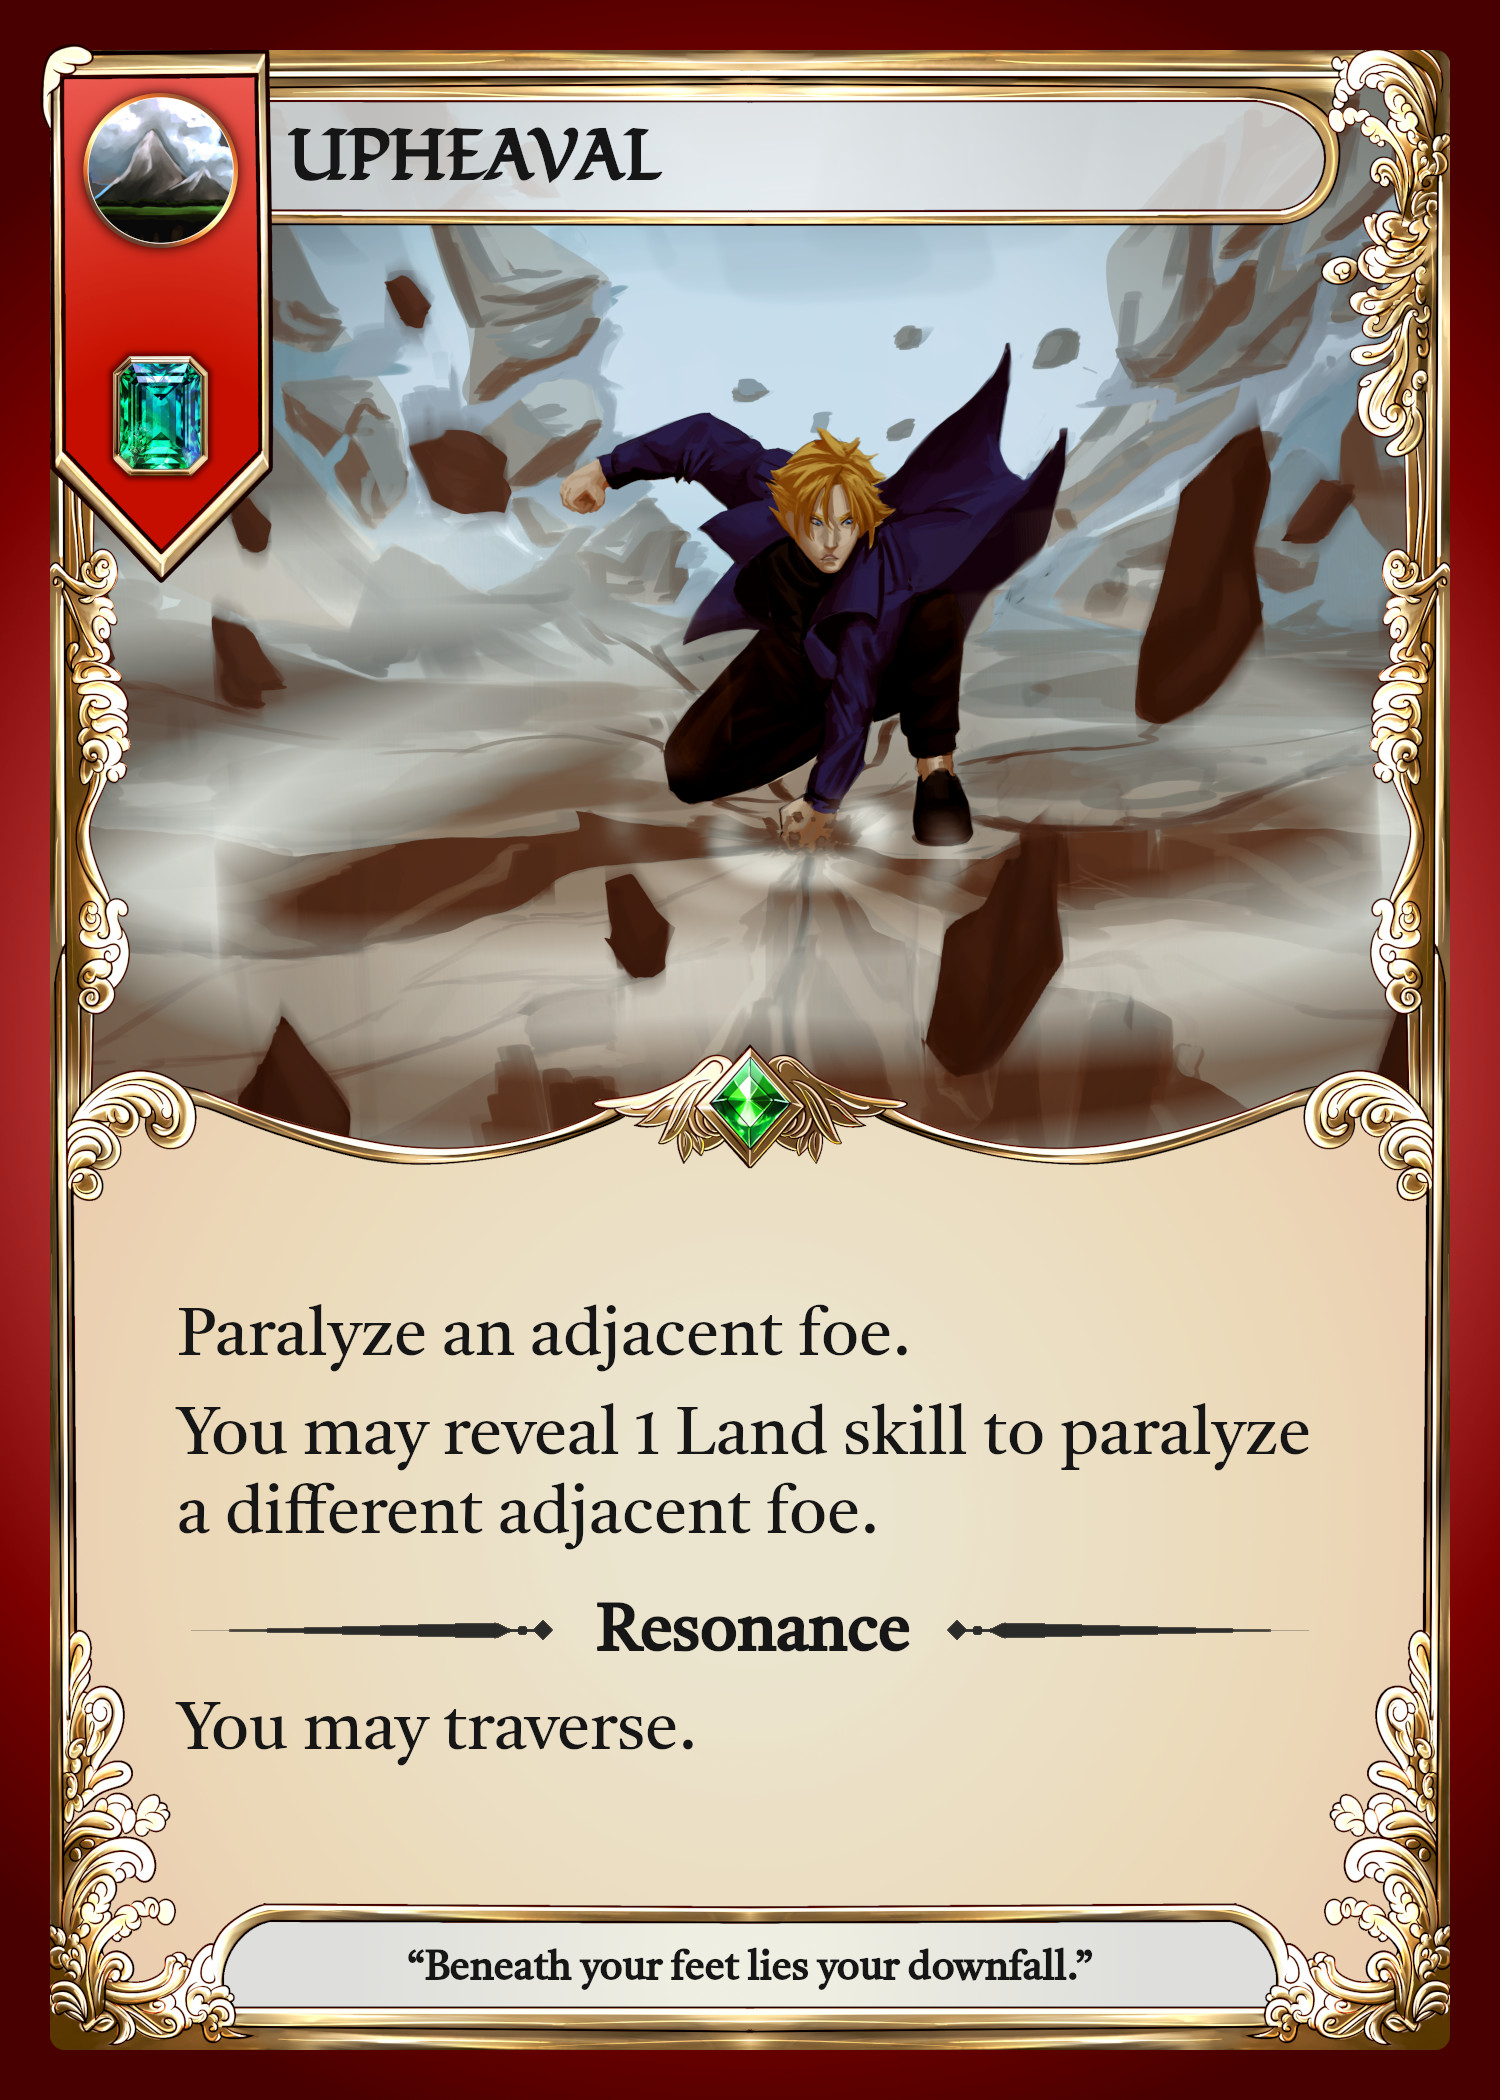 UPHEAVAL
Paralyze an adjacent foe.
You may reveal 1 Land skill to paralyze
a different adjacent foe.
Resonance
You may traverse.
“Beneath your feet lies your downfall.”